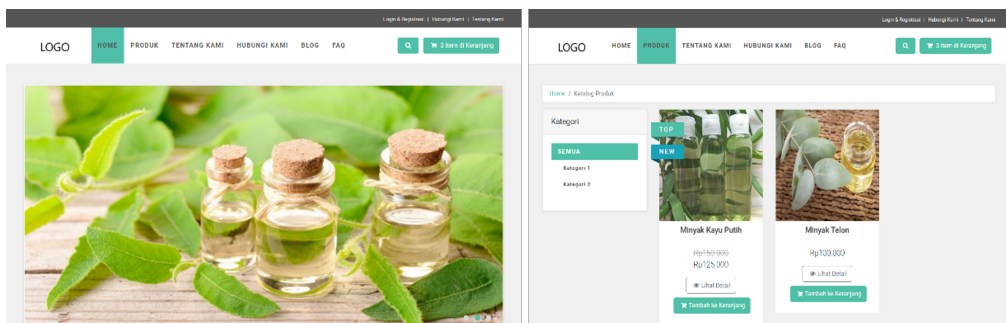 Login & Registrasi | Hubungi Kami | Tentang Kami
LOGO HOME PRODUK TENTANG KAMI HUBUNGI KAMI BLOG FAQ 3 item di Keranjang
Login & Registrasi | Hubungi Kami | Tentang Kami
LOGO HOME PRODUK TENTANG KAMI HUBUNGI KAMI BLOG FAQ 3 item di Keranjang
Home / Katalog Produk
Kategori
SEMUA
Kategori 1
Kategori 2
TOP
NEW
Minyak Kayu Putih
Rp150.000
Rp125.000
Lihat Detail
Tambah ke Keranjang
Minyak Telon
Rp100.000
Lihat Detail
Tambah ke Keranjang